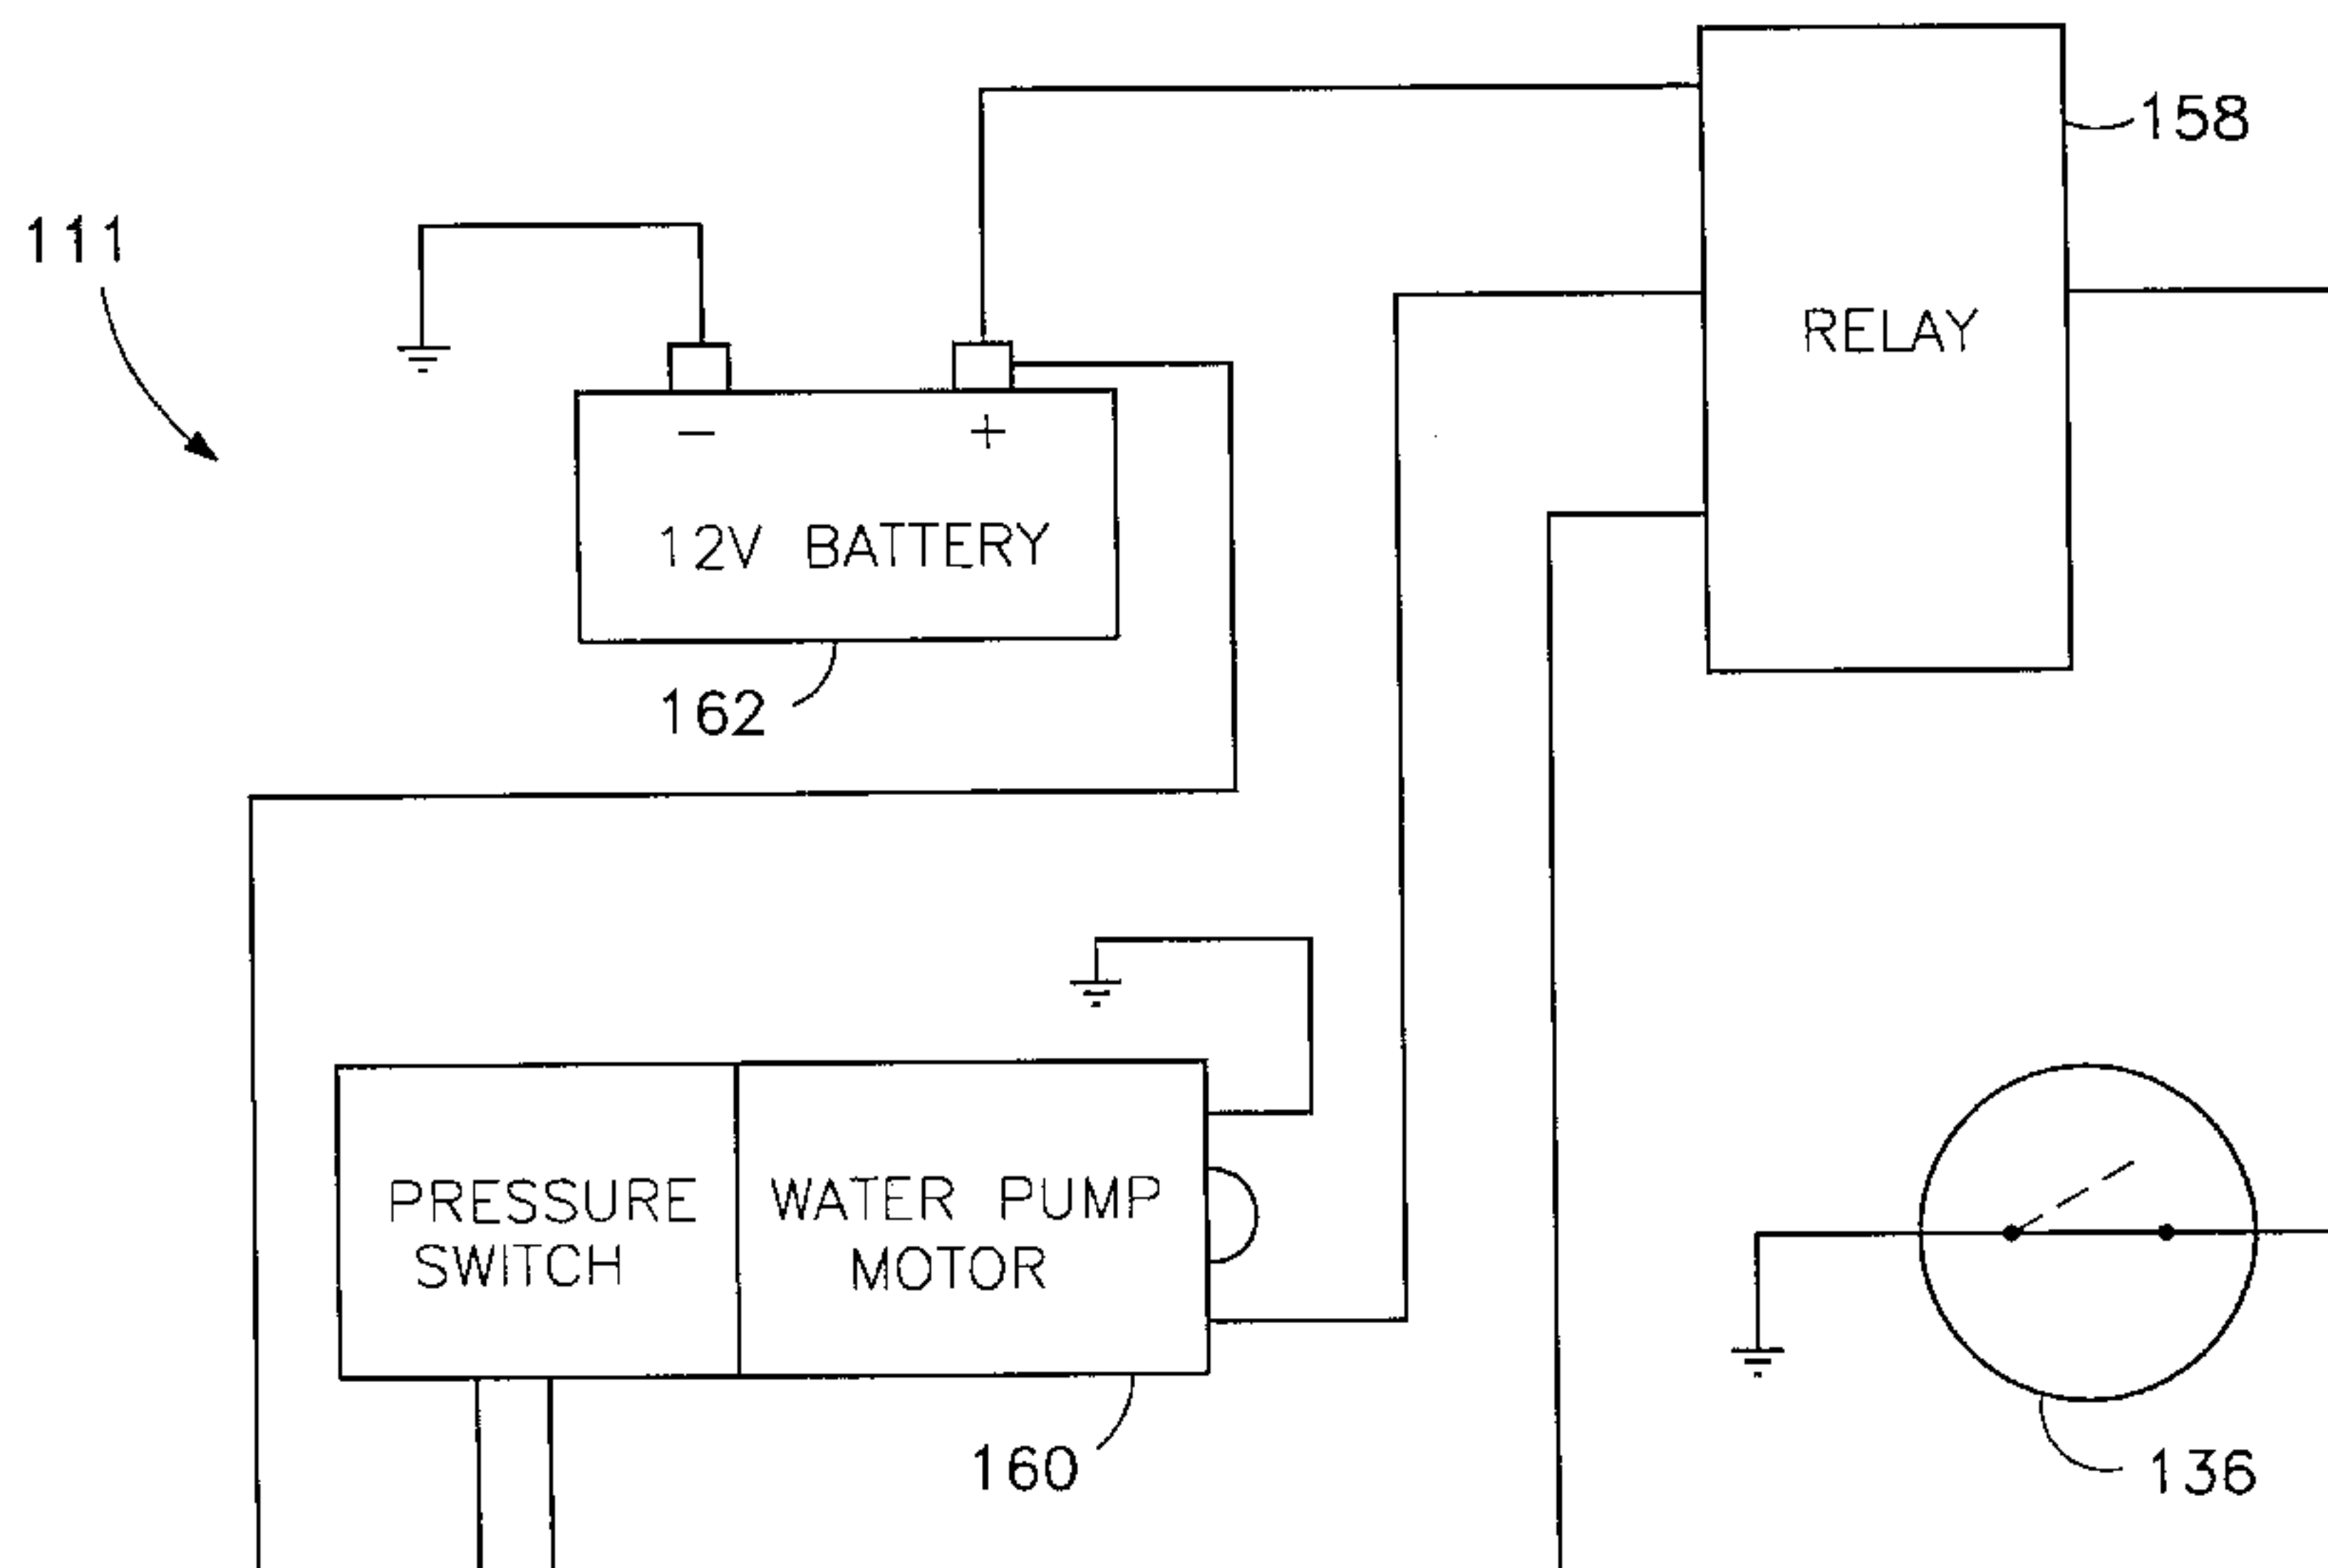 158
111
RELAY
− +
12V BATTERY
162
PRESSURE
SWITCH
WATER PUMP
MOTOR
160
136